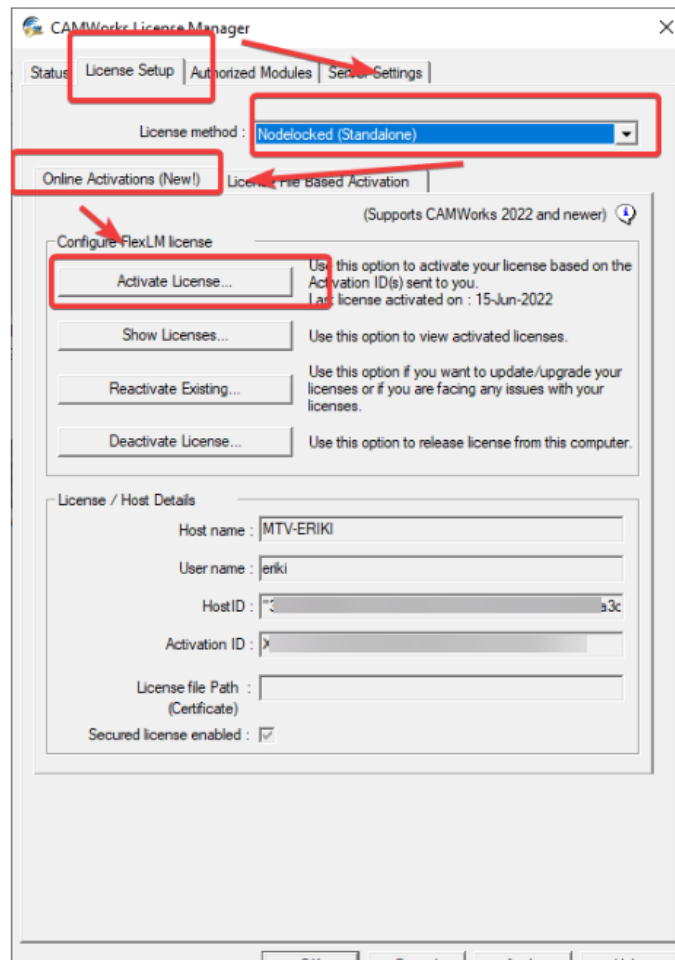 CAMWorks License Manager
Status License Setup Authorized Modules Server Settings
License method : Nodelocked (Standalone)
Online Activations (New!) License File Based Activation
(Supports CAMWorks 2022 and newer)
Configure FlexLM license
Activate License...
Use this option to activate your license based on the
Activation ID(s) sent to you.
Last license activated on : 15-Jun-2022
Show Licenses...
Use this option to view activated licenses.
Reactivate Existing...
Use this option if you want to update/upgrade your
licenses or if you are facing any issues with your
licenses.
Deactivate License...
Use this option to release license from this computer.
License / Host Details
Host name : MTV-ERIKI
User name : eriki
HostID : "3 a3c
Activation ID : X
License file Path :
(Certificate)
Secured license enabled :